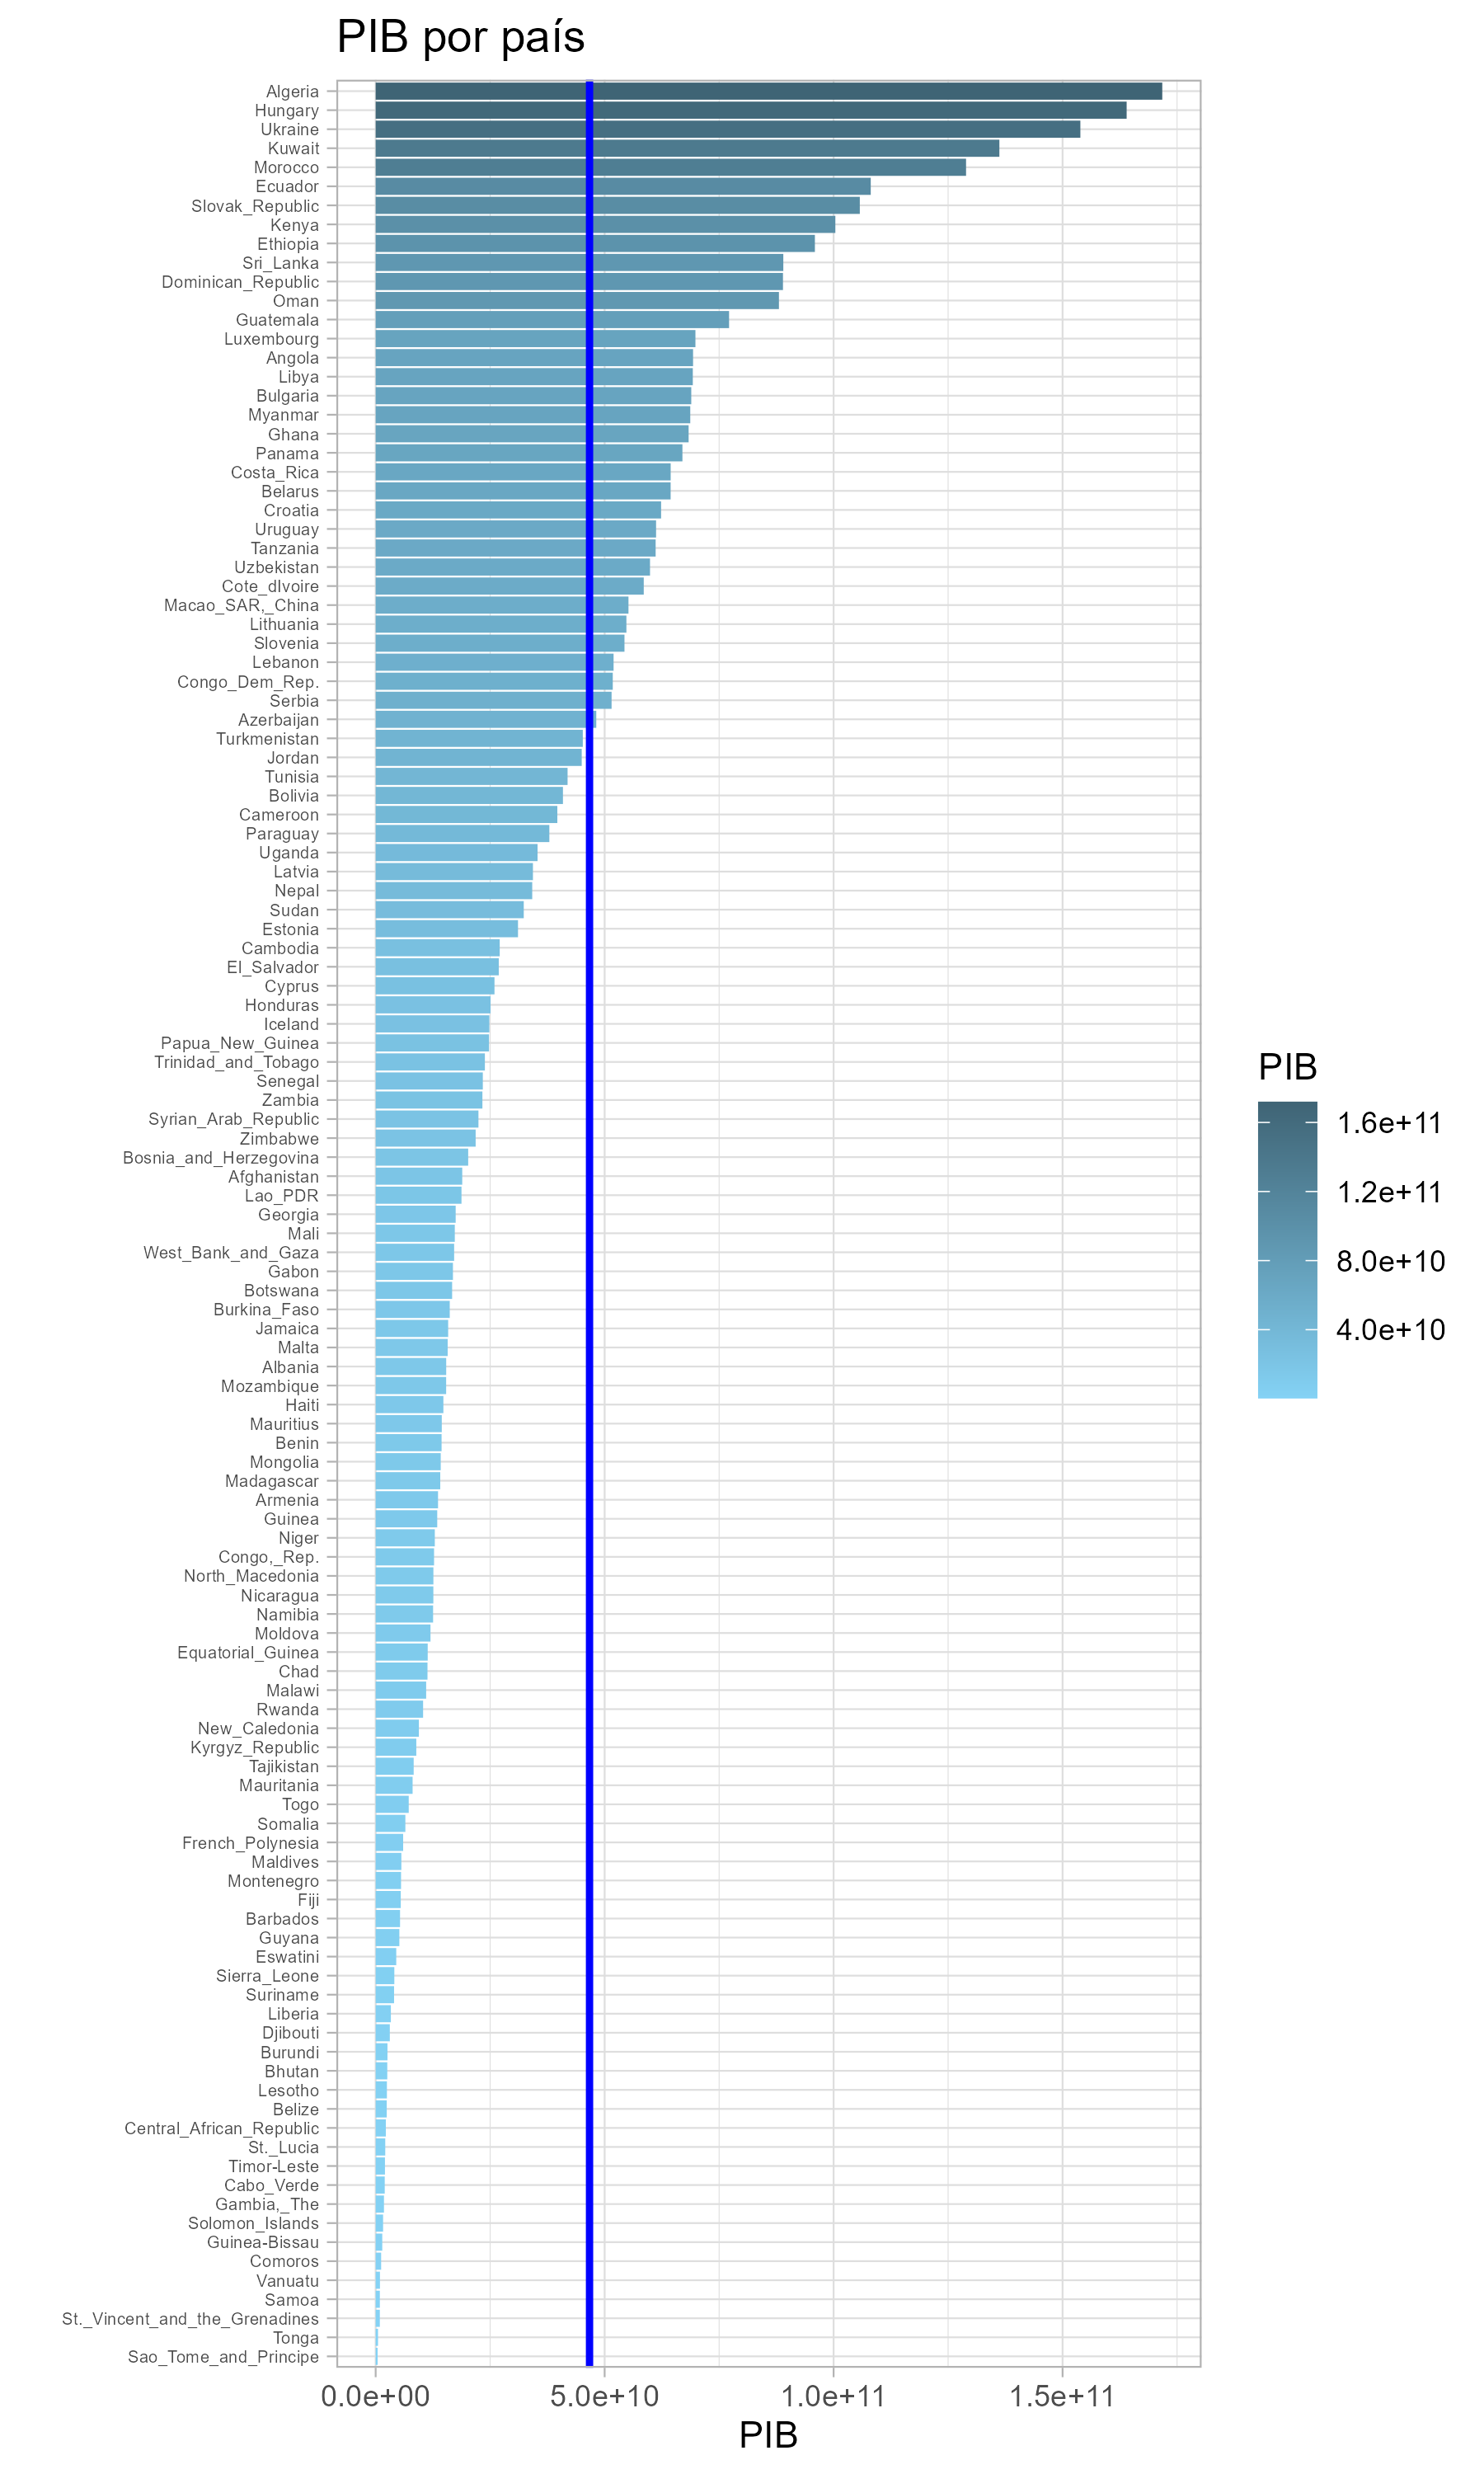 PIB por país
Algeria
Hungary
Ukraine
Kuwait
Morocco
Ecuador
Slovak_Republic
Kenya
Ethiopia
Sri_Lanka
Dominican_Republic
Oman
Guatemala
Luxembourg
Angola
Libya
Bulgaria
Myanmar
Ghana
Panama
Costa_Rica
Belarus
Croatia
Uruguay
Tanzania
Uzbekistan
Cote_dIvoire
Macao_SAR,_China
Lithuania
Slovenia
Lebanon
Congo_Dem_Rep.
Serbia
Azerbaijan
Turkmenistan
Jordan
Tunisia
Bolivia
Cameroon
Paraguay
Uganda
Latvia
Nepal
Sudan
Estonia
Cambodia
El_Salvador
Cyprus
Honduras
Iceland
Papua_New_Guinea
Trinidad_and_Tobago
Senegal
Zambia
Syrian_Arab_Republic
Zimbabwe
Bosnia_and_Herzegovina
Afghanistan
Lao_PDR
Georgia
Mali
West_Bank_and_Gaza
Gabon
Botswana
Burkina_Faso
Jamaica
Malta
Albania
Mozambique
Haiti
Mauritius
Benin
Mongolia
Madagascar
Armenia
Guinea
Niger
Congo,_Rep.
North_Macedonia
Nicaragua
Namibia
Moldova
Equatorial_Guinea
Chad
Malawi
Rwanda
New_Caledonia
Kyrgyz_Republic
Tajikistan
Mauritania
Togo
Somalia
French_Polynesia
Maldives
Montenegro
Fiji
Barbados
Guyana
Eswatini
Sierra_Leone
Suriname
Liberia
Djibouti
Burundi
Bhutan
Lesotho
Belize
Central_African_Republic
St._Lucia
Timor-Leste
Cabo_Verde
Gambia,_The
Solomon_Islands
Guinea-Bissau
Comoros
Vanuatu
Samoa
St._Vincent_and_the_Grenadines
Tonga
Sao_Tome_and_Principe
0.0e+00 5.0e+10 1.0e+11 1.5e+11
PIB
PIB
1.6e+11
1.2e+11
8.0e+10
4.0e+10